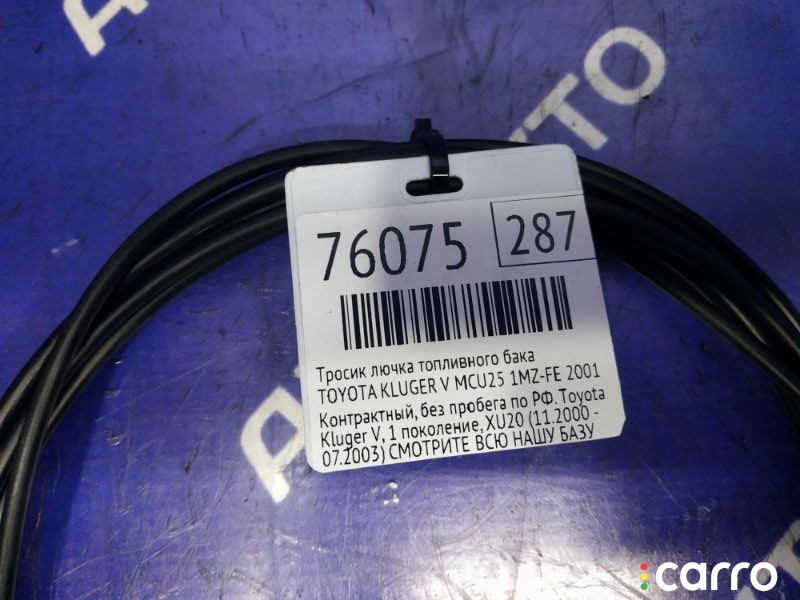 76075
287
Тросик лючка топливного бака
TOYOTA KLUGER V MCU25 1MZ-FE 2001
Контрактный, без пробега по РФ. Toyota
Kluger V, 1 поколение, XU20 (11.2000 -
07.2003) СМОТРИТЕ ВСЮ НАШУ БАЗУ
carro